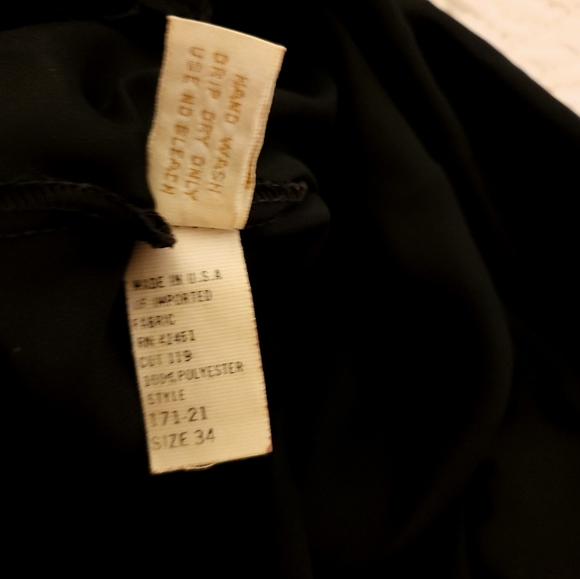 HAND WASH
DRIP DRY ONLY
USE NO BLEACH
MADE IN U.S.A
OF IMPORTED
FABRIC
RN 41461
CUT 119
100% POLYESTER
STYLE
171-21
SIZE 34